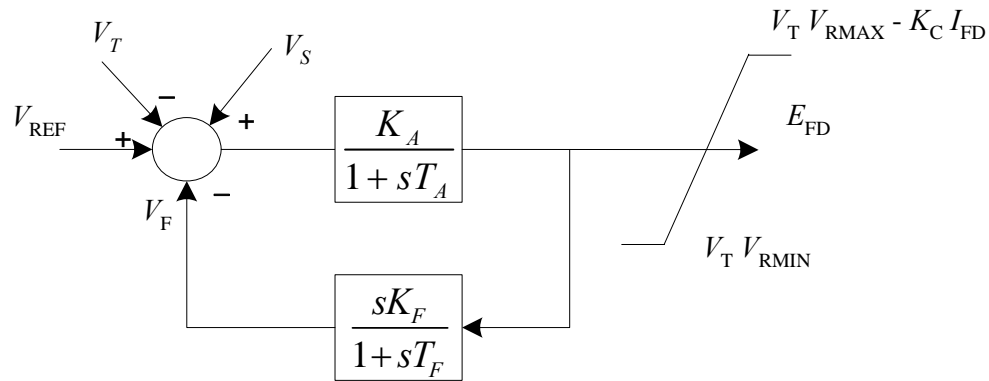 V_T
V_S
V_REF
+
−
+
−
V_F
K_A
1 + sT_A
sK_F
1 + sT_F
V_T V_RMAX - K_C I_FD
E_FD
V_T V_RMIN